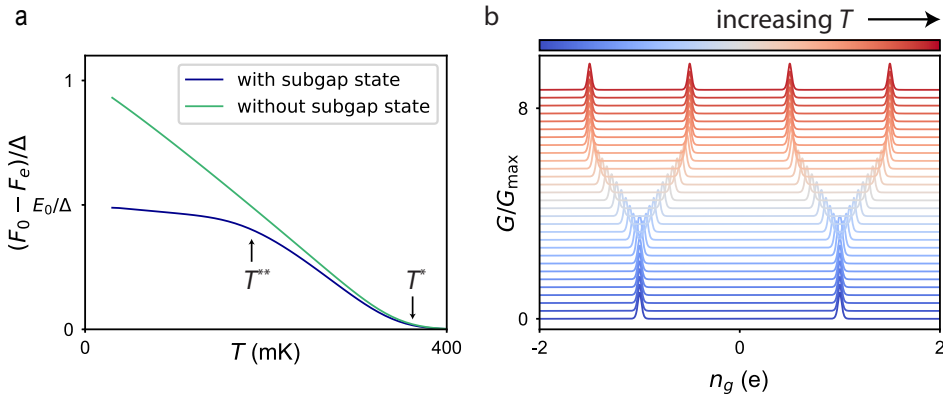 a
1
E₀/Δ
0
(F₀ − Fₑ)/Δ
with subgap state
without subgap state
T**
T*
0
400
T (mK)
b
increasing T
8
0
G/Gmax
-2
0
2
n_g (e)